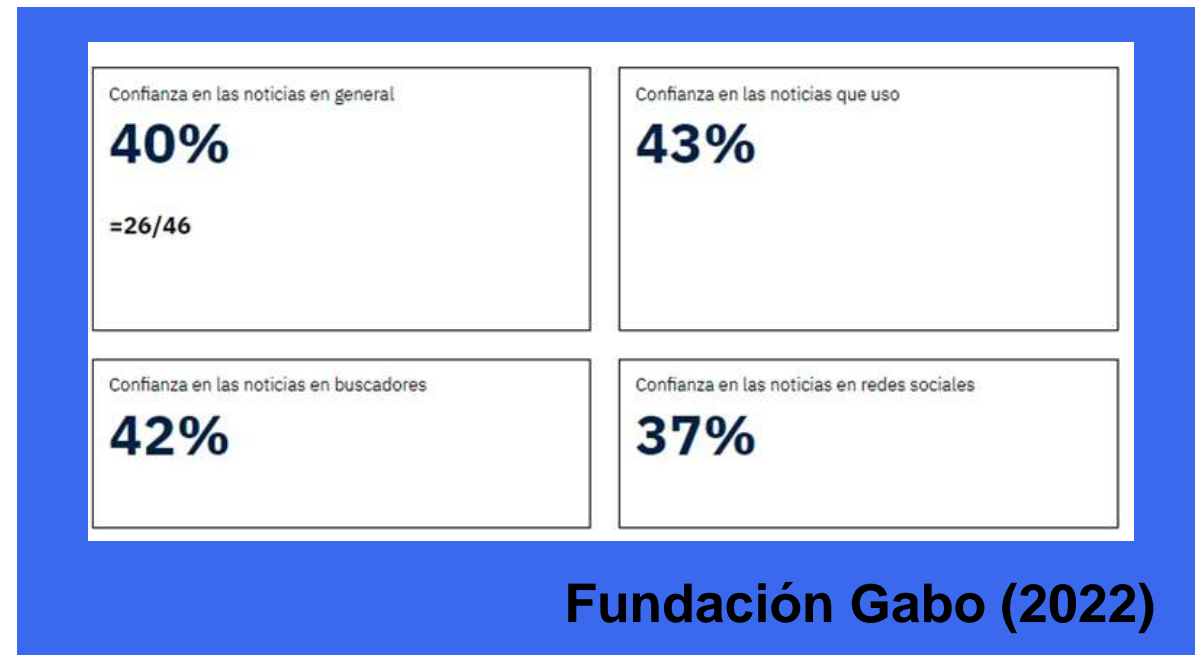 Confianza en las noticias en general
40%
=26/46
Confianza en las noticias que uso
43%
Confianza en las noticias en buscadores
42%
Confianza en las noticias en redes sociales
37%
Fundación Gabo (2022)